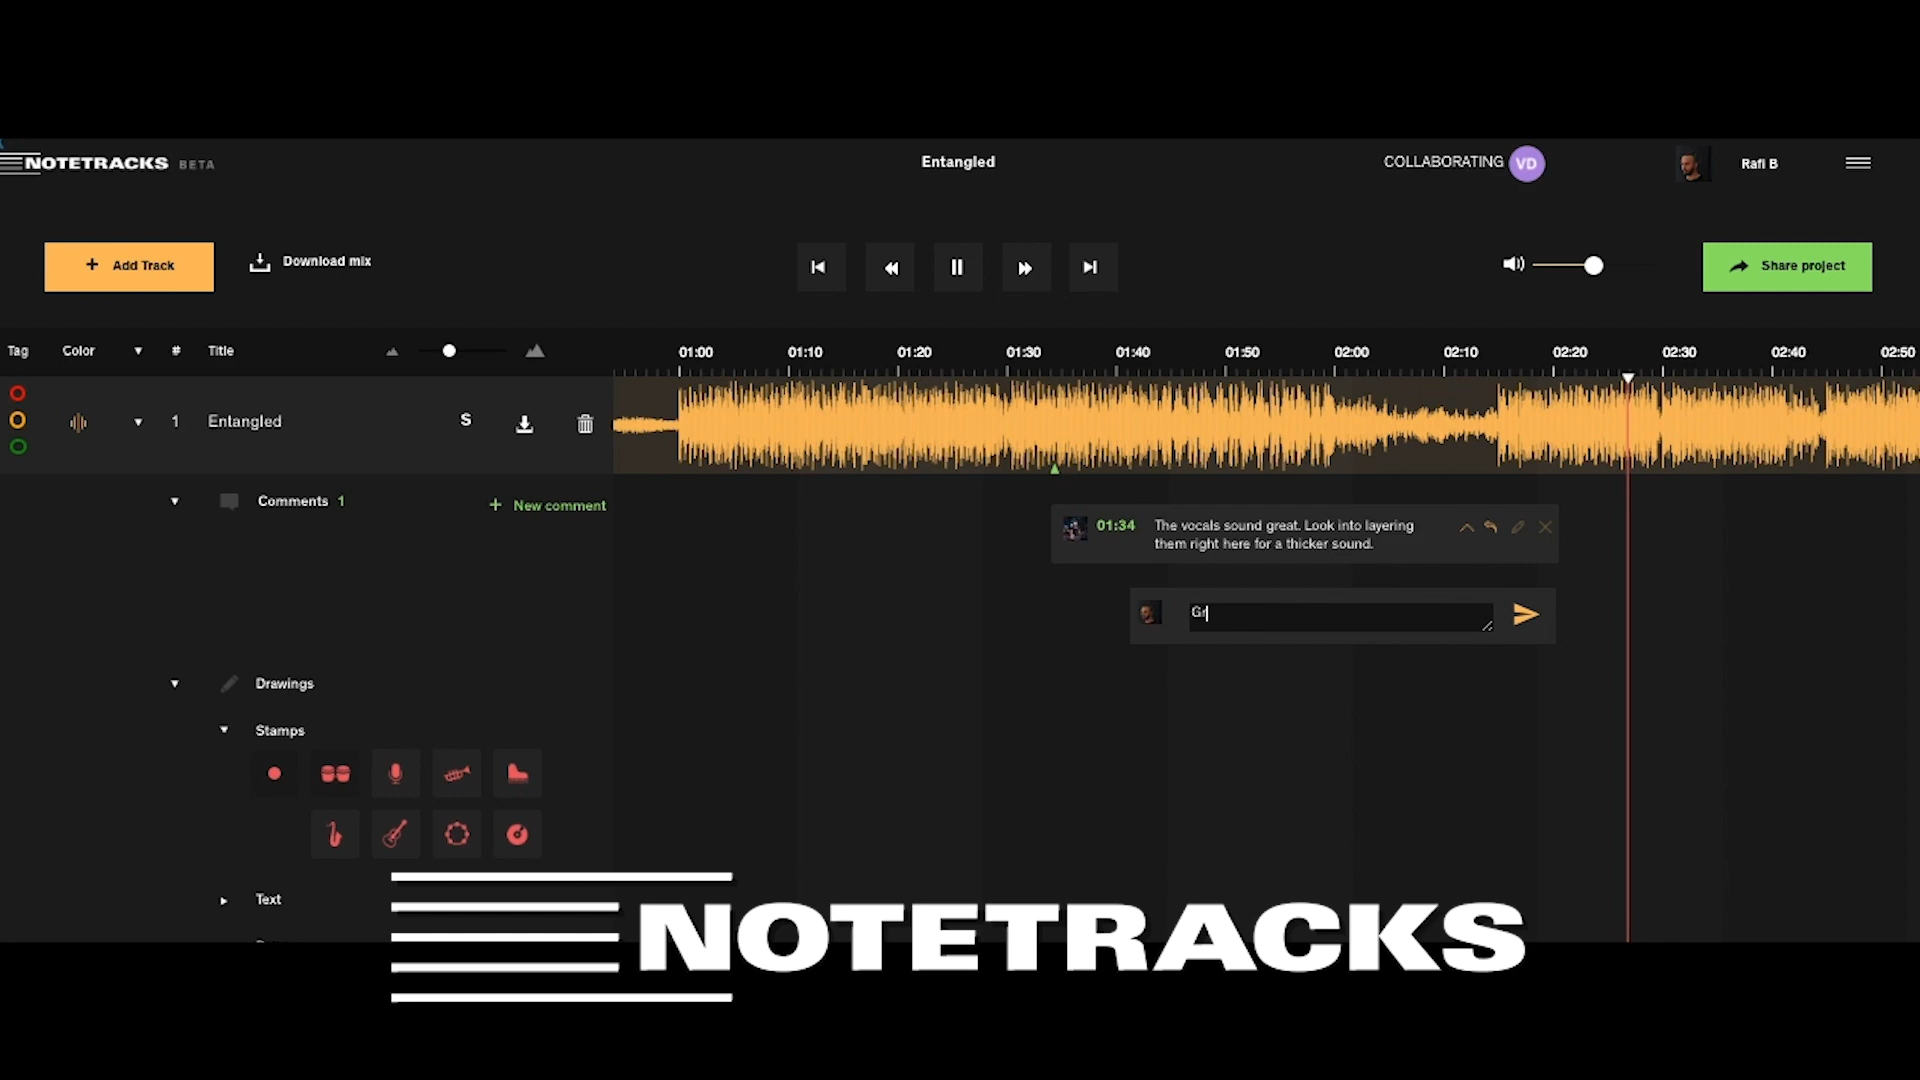 NOTETRACKS BETA
Entangled
COLLABORATING VD
Rafi B
+ Add Track
Download mix
Share project
Tag Color # Title
01:00 01:10 01:20 01:30 01:40 01:50 02:00 02:10 02:20 02:30 02:40 02:50
1 Entangled S
Comments 1
+ New comment
01:34 The vocals sound great. Look into layering
them right here for a thicker sound.
Gr
Drawings
Stamps
Text
NOTETRACKS